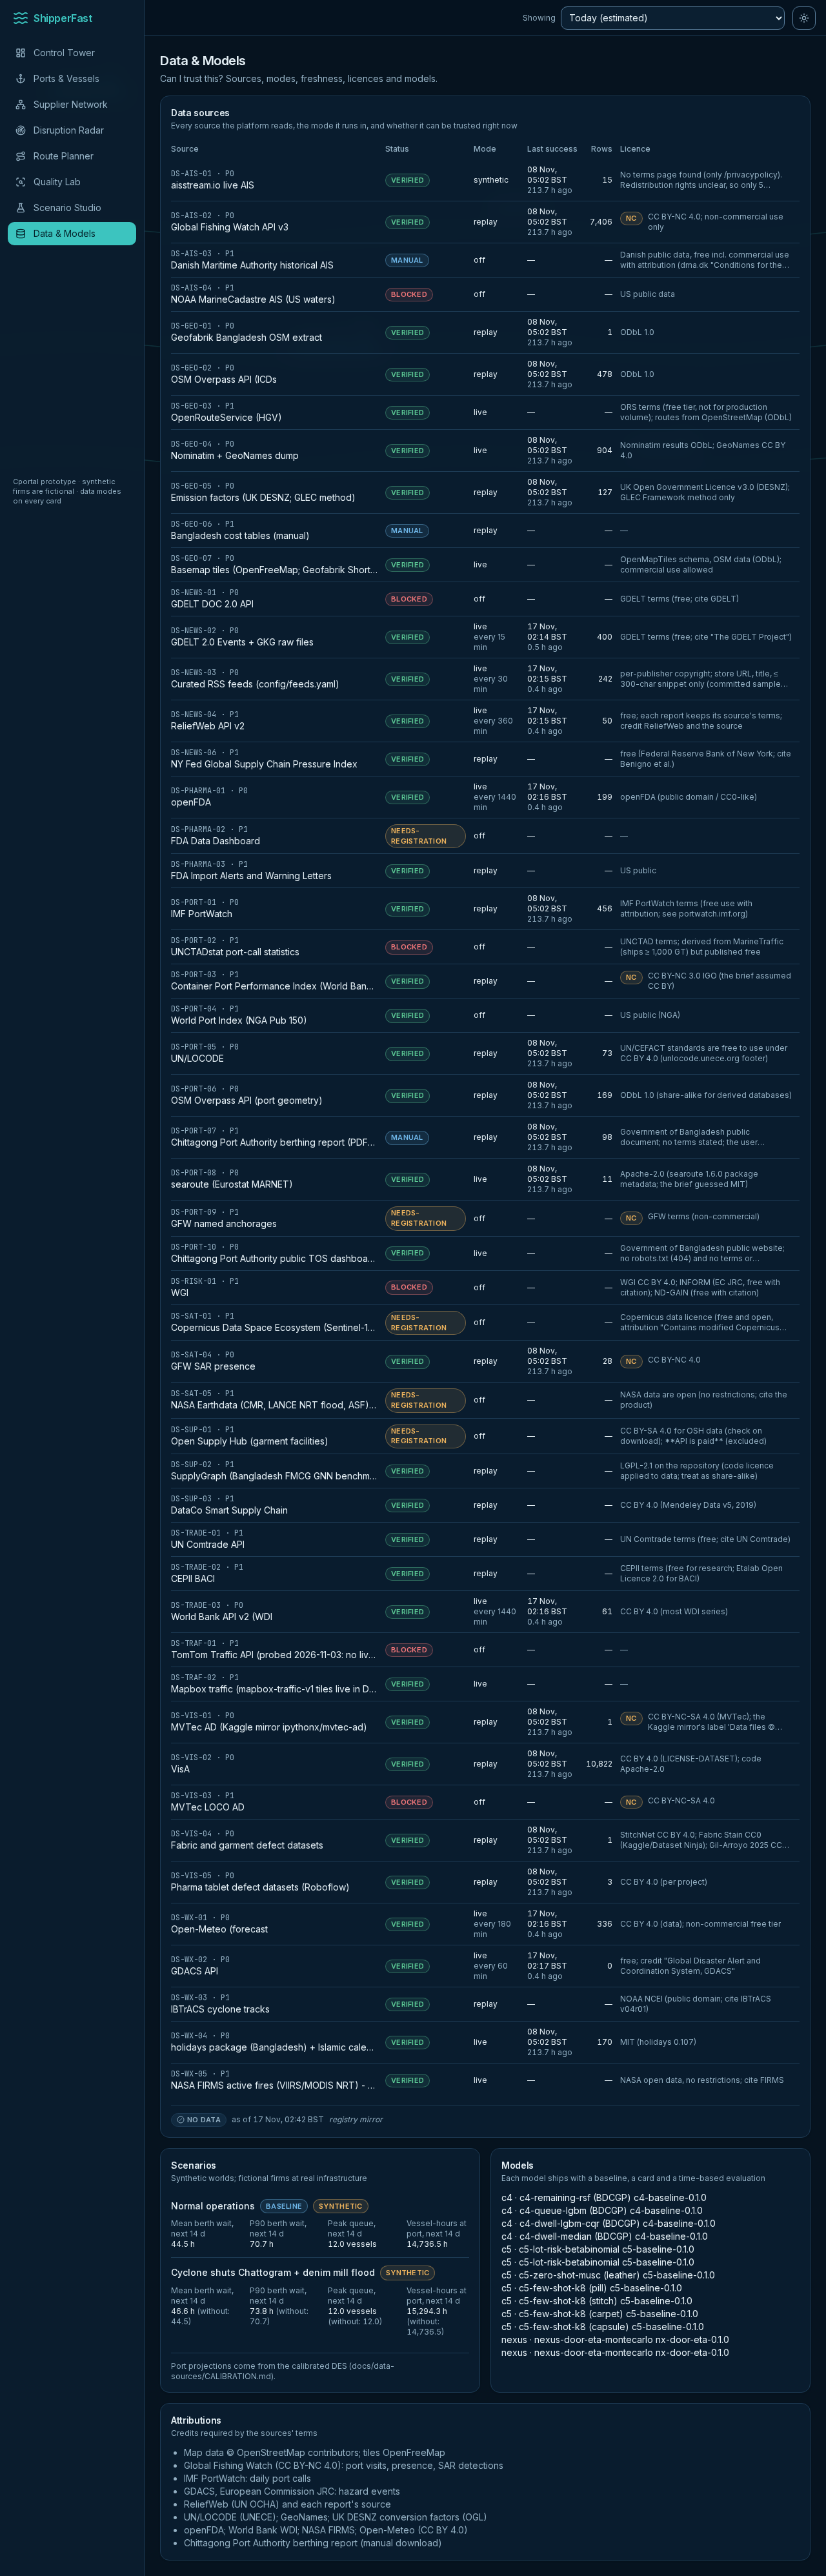 ShipperFast
Control Tower
Ports & Vessels
Supplier Network
Disruption Radar
Route Planner
Quality Lab
Scenario Studio
Data & Models
Cportal prototype · synthetic
firms are fictional · data modes
on every card
Showing Today (estimated)
Data & Models
Can I trust this? Sources, modes, freshness, licences and models.
Data sources
Every source the platform reads, the mode it runs in, and whether it can be trusted right now
Source Status Mode Last success Rows Licence
DS-AIS-01 · P0
aisstream.io live AIS
VERIFIED
synthetic
08 Nov,
05:02 BST
213.7 h ago
15
No terms page found (only /privacypolicy).
Redistribution rights unclear, so only 5…
DS-AIS-02 · P0
Global Fishing Watch API v3
VERIFIED
replay
08 Nov,
05:02 BST
213.7 h ago
7,406
NC
CC BY-NC 4.0; non-commercial use
only
DS-AIS-03 · P1
Danish Maritime Authority historical AIS
MANUAL
off
—
—
Danish public data, free incl. commercial use
with attribution (dma.dk "Conditions for the…
DS-AIS-04 · P1
NOAA MarineCadastre AIS (US waters)
BLOCKED
off
—
—
US public data
DS-GEO-01 · P0
Geofabrik Bangladesh OSM extract
VERIFIED
replay
08 Nov,
05:02 BST
213.7 h ago
1
ODbL 1.0
DS-GEO-02 · P0
OSM Overpass API (ICDs
VERIFIED
replay
08 Nov,
05:02 BST
213.7 h ago
478
ODbL 1.0
DS-GEO-03 · P1
OpenRouteService (HGV)
VERIFIED
live
—
—
ORS terms (free tier, not for production
volume); routes from OpenStreetMap (ODbL)
DS-GEO-04 · P0
Nominatim + GeoNames dump
VERIFIED
live
08 Nov,
05:02 BST
213.7 h ago
904
Nominatim results ODbL; GeoNames CC BY
4.0
DS-GEO-05 · P0
Emission factors (UK DESNZ; GLEC method)
VERIFIED
replay
08 Nov,
05:02 BST
213.7 h ago
127
UK Open Government Licence v3.0 (DESNZ);
GLEC Framework method only
DS-GEO-06 · P1
Bangladesh cost tables (manual)
MANUAL
replay
—
—
—
DS-GEO-07 · P0
Basemap tiles (OpenFreeMap; Geofabrik Short…
VERIFIED
live
—
—
OpenMapTiles schema, OSM data (ODbL);
commercial use allowed
DS-NEWS-01 · P0
GDELT DOC 2.0 API
BLOCKED
off
—
—
GDELT terms (free; cite GDELT)
DS-NEWS-02 · P0
GDELT 2.0 Events + GKG raw files
VERIFIED
live
every 15
min
17 Nov,
02:14 BST
0.5 h ago
400
GDELT terms (free; cite "The GDELT Project")
DS-NEWS-03 · P0
Curated RSS feeds (config/feeds.yaml)
VERIFIED
live
every 30
min
17 Nov,
02:15 BST
0.4 h ago
242
per-publisher copyright; store URL, title, ≤
300-char snippet only (committed sample…
DS-NEWS-04 · P1
ReliefWeb API v2
VERIFIED
live
every 360
min
17 Nov,
02:15 BST
0.4 h ago
50
free; each report keeps its source's terms;
credit ReliefWeb and the source
DS-NEWS-06 · P1
NY Fed Global Supply Chain Pressure Index
VERIFIED
replay
—
—
free (Federal Reserve Bank of New York; cite
Benigno et al.)
DS-PHARMA-01 · P0
openFDA
VERIFIED
live
every 1440
min
17 Nov,
02:16 BST
0.4 h ago
199
openFDA (public domain / CC0-like)
DS-PHARMA-02 · P1
FDA Data Dashboard
NEEDS-
REGISTRATION
off
—
—
—
DS-PHARMA-03 · P1
FDA Import Alerts and Warning Letters
VERIFIED
replay
—
—
US public
DS-PORT-01 · P0
IMF PortWatch
VERIFIED
replay
08 Nov,
05:02 BST
213.7 h ago
456
IMF PortWatch terms (free use with
attribution; see portwatch.imf.org)
DS-PORT-02 · P1
UNCTADstat port-call statistics
BLOCKED
off
—
—
UNCTAD terms; derived from MarineTraffic
(ships ≥ 1,000 GT) but published free
DS-PORT-03 · P1
Container Port Performance Index (World Ban…
VERIFIED
replay
—
—
NC
CC BY-NC 3.0 IGO (the brief assumed
CC BY)
DS-PORT-04 · P1
World Port Index (NGA Pub 150)
VERIFIED
off
—
—
US public (NGA)
DS-PORT-05 · P0
UN/LOCODE
VERIFIED
replay
08 Nov,
05:02 BST
213.7 h ago
73
UN/CEFACT standards are free to use under
CC BY 4.0 (unlocode.unece.org footer)
DS-PORT-06 · P0
OSM Overpass API (port geometry)
VERIFIED
replay
08 Nov,
05:02 BST
213.7 h ago
169
ODbL 1.0 (share-alike for derived databases)
DS-PORT-07 · P1
Chittagong Port Authority berthing report (PDF…
MANUAL
replay
08 Nov,
05:02 BST
213.7 h ago
98
Government of Bangladesh public
document; no terms stated; the user…
DS-PORT-08 · P0
searoute (Eurostat MARNET)
VERIFIED
live
08 Nov,
05:02 BST
213.7 h ago
11
Apache-2.0 (searoute 1.6.0 package
metadata; the brief guessed MIT)
DS-PORT-09 · P1
GFW named anchorages
NEEDS-
REGISTRATION
off
—
—
NC
GFW terms (non-commercial)
DS-PORT-10 · P0
Chittagong Port Authority public TOS dashboa…
VERIFIED
live
—
—
Government of Bangladesh public website;
no robots.txt (404) and no terms or…
DS-RISK-01 · P1
WGI
BLOCKED
off
—
—
WGI CC BY 4.0; INFORM (EC JRC, free with
citation); ND-GAIN (free with citation)
DS-SAT-01 · P1
Copernicus Data Space Ecosystem (Sentinel-1…
NEEDS-
REGISTRATION
off
—
—
Copernicus data licence (free and open,
attribution "Contains modified Copernicus…
DS-SAT-04 · P0
GFW SAR presence
VERIFIED
replay
08 Nov,
05:02 BST
213.7 h ago
28
NC
CC BY-NC 4.0
DS-SAT-05 · P1
NASA Earthdata (CMR, LANCE NRT flood, ASF)…
NEEDS-
REGISTRATION
off
—
—
NASA data are open (no restrictions; cite the
product)
DS-SUP-01 · P1
Open Supply Hub (garment facilities)
NEEDS-
REGISTRATION
off
—
—
CC BY-SA 4.0 for OSH data (check on
download); **API is paid** (excluded)
DS-SUP-02 · P1
SupplyGraph (Bangladesh FMCG GNN benchm…
VERIFIED
replay
—
—
LGPL-2.1 on the repository (code licence
applied to data; treat as share-alike)
DS-SUP-03 · P1
DataCo Smart Supply Chain
VERIFIED
replay
—
—
CC BY 4.0 (Mendeley Data v5, 2019)
DS-TRADE-01 · P1
UN Comtrade API
VERIFIED
replay
—
—
UN Comtrade terms (free; cite UN Comtrade)
DS-TRADE-02 · P1
CEPII BACI
VERIFIED
replay
—
—
CEPII terms (free for research; Etalab Open
Licence 2.0 for BACI)
DS-TRADE-03 · P0
World Bank API v2 (WDI
VERIFIED
live
every 1440
min
17 Nov,
02:16 BST
0.4 h ago
61
CC BY 4.0 (most WDI series)
DS-TRAF-01 · P1
TomTom Traffic API (probed 2026-11-03: no liv…
BLOCKED
off
—
—
—
DS-TRAF-02 · P1
Mapbox traffic (mapbox-traffic-v1 tiles live in D…
VERIFIED
live
—
—
—
DS-VIS-01 · P0
MVTec AD (Kaggle mirror ipythonx/mvtec-ad)
VERIFIED
replay
08 Nov,
05:02 BST
213.7 h ago
1
NC
CC BY-NC-SA 4.0 (MVTec); the
Kaggle mirror's label 'Data files ©…
DS-VIS-02 · P0
VisA
VERIFIED
replay
08 Nov,
05:02 BST
213.7 h ago
10,822
CC BY 4.0 (LICENSE-DATASET); code
Apache-2.0
DS-VIS-03 · P1
MVTec LOCO AD
BLOCKED
off
—
—
NC
CC BY-NC-SA 4.0
DS-VIS-04 · P0
Fabric and garment defect datasets
VERIFIED
replay
08 Nov,
05:02 BST
213.7 h ago
1
StitchNet CC BY 4.0; Fabric Stain CC0
(Kaggle/Dataset Ninja); Gil-Arroyo 2025 CC…
DS-VIS-05 · P0
Pharma tablet defect datasets (Roboflow)
VERIFIED
replay
08 Nov,
05:02 BST
213.7 h ago
3
CC BY 4.0 (per project)
DS-WX-01 · P0
Open-Meteo (forecast
VERIFIED
live
every 180
min
17 Nov,
02:16 BST
0.4 h ago
336
CC BY 4.0 (data); non-commercial free tier
DS-WX-02 · P0
GDACS API
VERIFIED
live
every 60
min
17 Nov,
02:17 BST
0.4 h ago
0
free; credit "Global Disaster Alert and
Coordination System, GDACS"
DS-WX-03 · P1
IBTrACS cyclone tracks
VERIFIED
replay
—
—
NOAA NCEI (public domain; cite IBTrACS
v04r01)
DS-WX-04 · P0
holidays package (Bangladesh) + Islamic cale…
VERIFIED
live
08 Nov,
05:02 BST
213.7 h ago
170
MIT (holidays 0.107)
DS-WX-05 · P1
NASA FIRMS active fires (VIIRS/MODIS NRT) - …
VERIFIED
live
—
—
NASA open data, no restrictions; cite FIRMS
NO DATA as of 17 Nov, 02:42 BST registry mirror
Scenarios
Synthetic worlds; fictional firms at real infrastructure
Normal operations BASELINE SYNTHETIC
Mean berth wait,
next 14 d
44.5 h
P90 berth wait,
next 14 d
70.7 h
Peak queue,
next 14 d
12.0 vessels
Vessel-hours at
port, next 14 d
14,736.5 h
Cyclone shuts Chattogram + denim mill flood SYNTHETIC
Mean berth wait,
next 14 d
46.6 h (without:
44.5)
P90 berth wait,
next 14 d
73.8 h (without:
70.7)
Peak queue,
next 14 d
12.0 vessels
(without: 12.0)
Vessel-hours at
port, next 14 d
15,294.3 h
(without:
14,736.5)
Port projections come from the calibrated DES (docs/data-
sources/CALIBRATION.md).
Models
Each model ships with a baseline, a card and a time-based evaluation
c4 · c4-remaining-rsf (BDCGP) c4-baseline-0.1.0
c4 · c4-queue-lgbm (BDCGP) c4-baseline-0.1.0
c4 · c4-dwell-lgbm-cqr (BDCGP) c4-baseline-0.1.0
c4 · c4-dwell-median (BDCGP) c4-baseline-0.1.0
c5 · c5-lot-risk-betabinomial c5-baseline-0.1.0
c5 · c5-lot-risk-betabinomial c5-baseline-0.1.0
c5 · c5-zero-shot-musc (leather) c5-baseline-0.1.0
c5 · c5-few-shot-k8 (pill) c5-baseline-0.1.0
c5 · c5-few-shot-k8 (stitch) c5-baseline-0.1.0
c5 · c5-few-shot-k8 (carpet) c5-baseline-0.1.0
c5 · c5-few-shot-k8 (capsule) c5-baseline-0.1.0
nexus · nexus-door-eta-montecarlo nx-door-eta-0.1.0
nexus · nexus-door-eta-montecarlo nx-door-eta-0.1.0
Attributions
Credits required by the sources' terms
• Map data © OpenStreetMap contributors; tiles OpenFreeMap
• Global Fishing Watch (CC BY-NC 4.0): port visits, presence, SAR detections
• IMF PortWatch: daily port calls
• GDACS, European Commission JRC: hazard events
• ReliefWeb (UN OCHA) and each report's source
• UN/LOCODE (UNECE); GeoNames; UK DESNZ conversion factors (OGL)
• openFDA; World Bank WDI; NASA FIRMS; Open-Meteo (CC BY 4.0)
• Chittagong Port Authority berthing report (manual download)